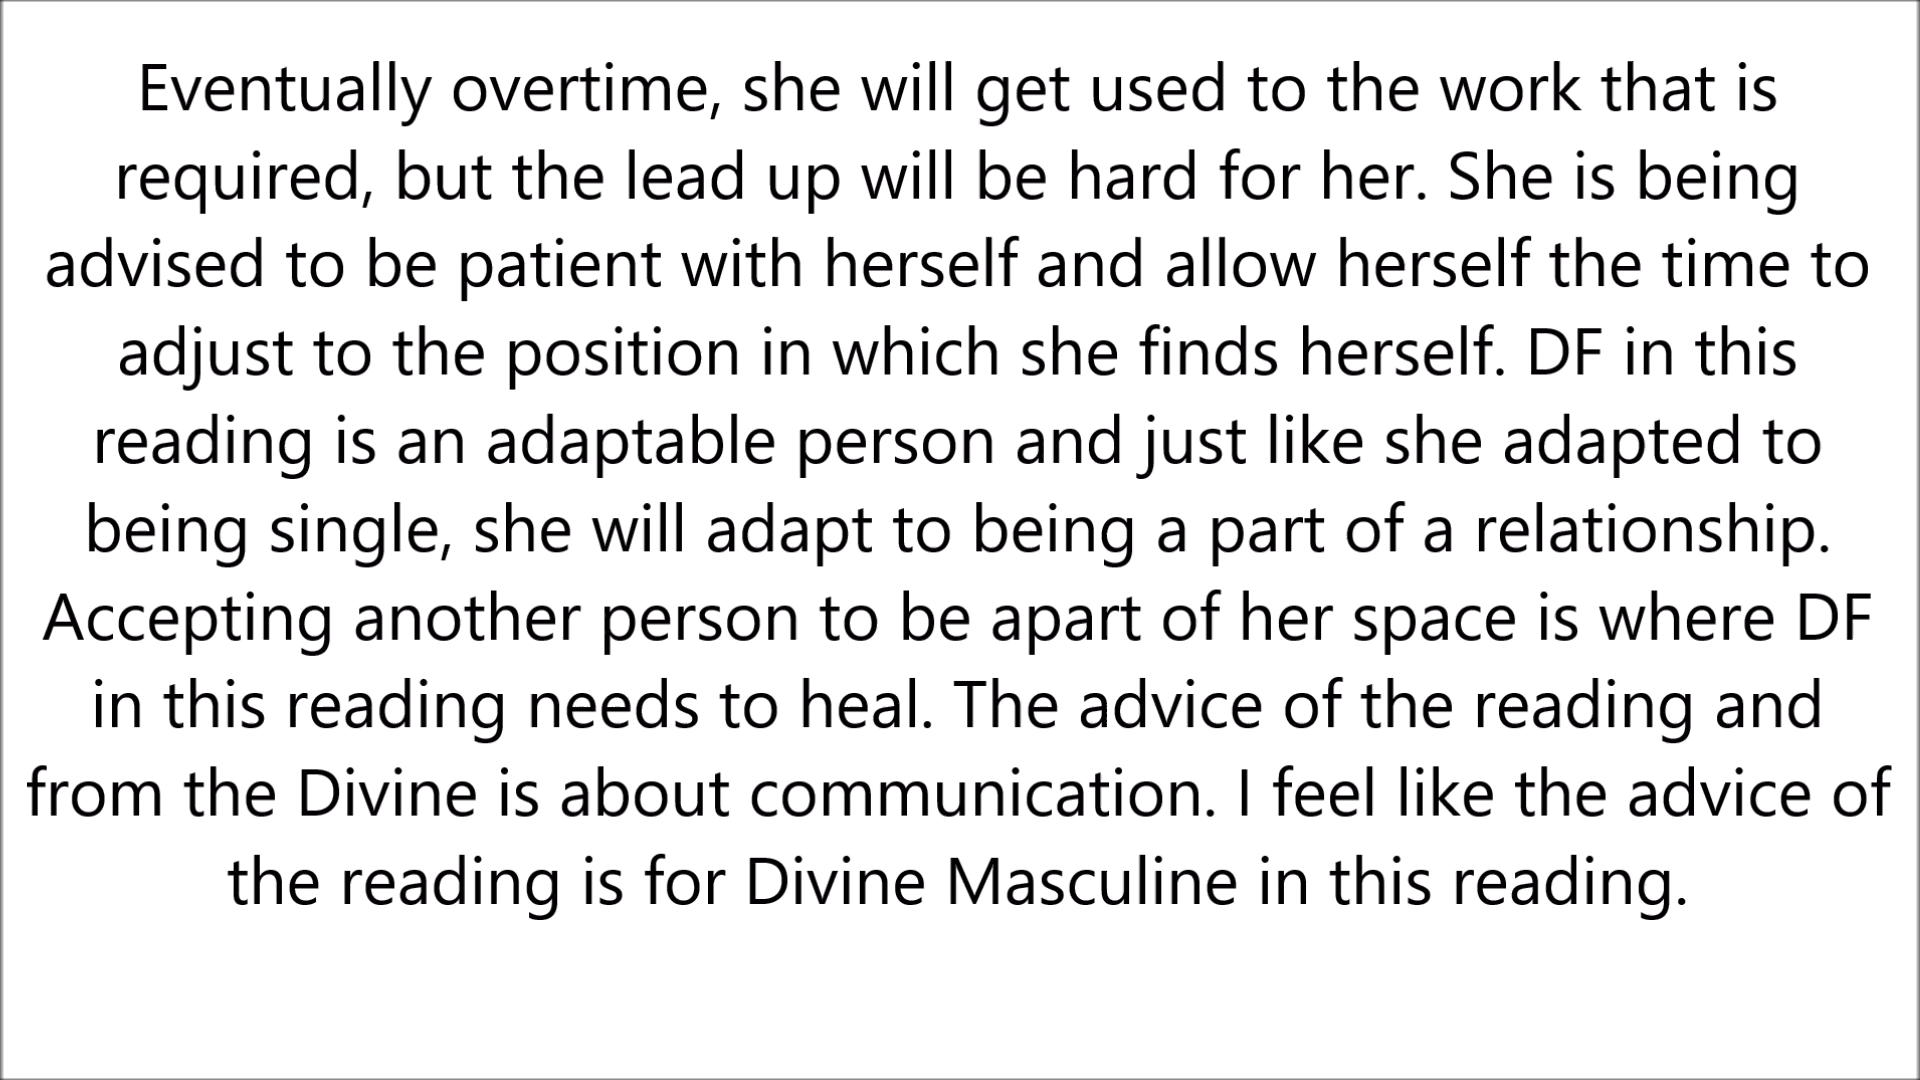 Eventually overtime, she will get used to the work that is
required, but the lead up will be hard for her. She is being
advised to be patient with herself and allow herself the time to
adjust to the position in which she finds herself. DF in this
reading is an adaptable person and just like she adapted to
being single, she will adapt to being a part of a relationship.
Accepting another person to be apart of her space is where DF
in this reading needs to heal. The advice of the reading and
from the Divine is about communication. I feel like the advice of
the reading is for Divine Masculine in this reading.